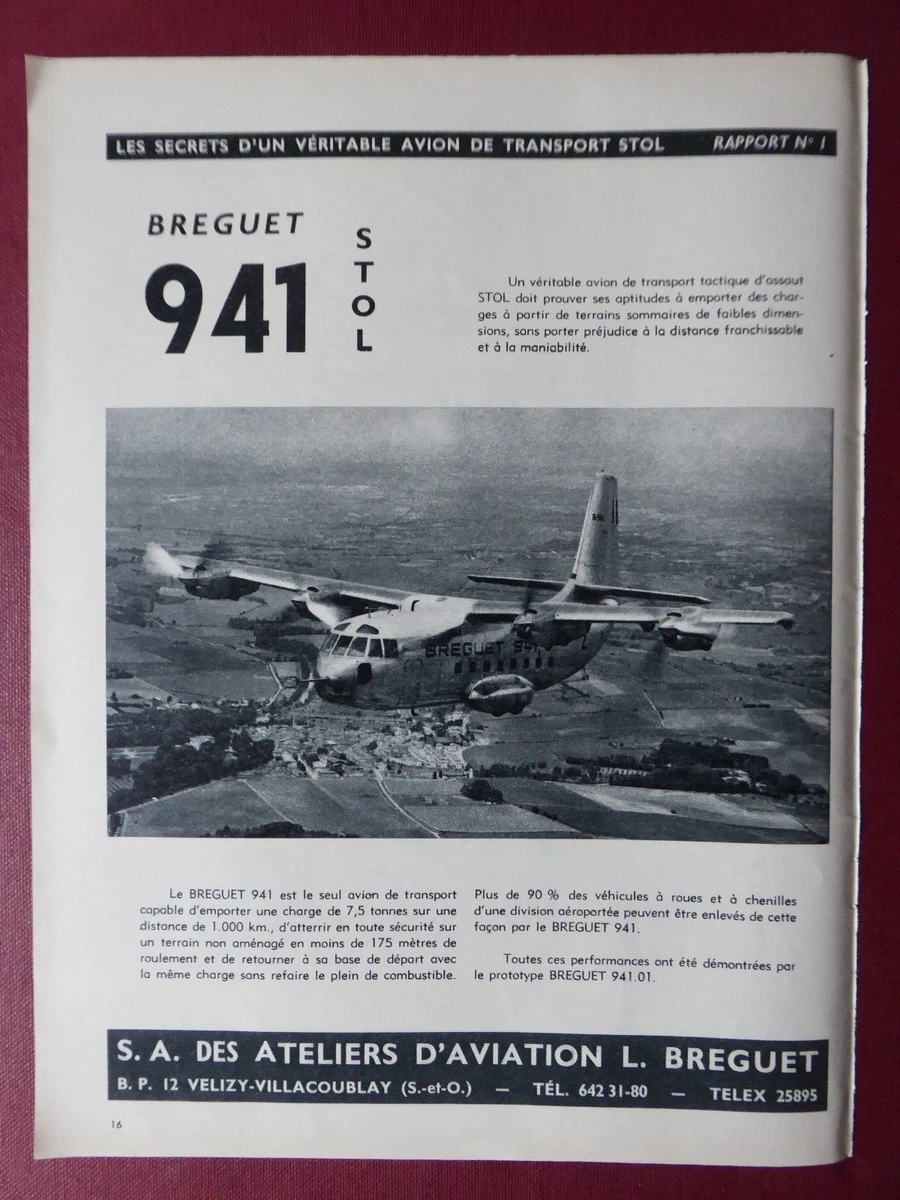 LES SECRETS D'UN VÉRITABLE AVION DE TRANSPORT STOL RAPPORT N° 1
BREGUET
941
STOL
Un véritable avion de transport tactique d'assaut
STOL doit prouver ses aptitudes à emporter des char-
ges à partir de terrains sommaires de faibles dimen-
sions, sans porter préjudice à la distance franchissable
et à la maniabilité.
BREGUET 941
Le BREGUET 941 est le seul avion de transport
capable d'emporter une charge de 7,5 tonnes sur une
distance de 1.000 km., d'atterrir en toute sécurité sur
un terrain non aménagé en moins de 175 mètres de
roulement et de retourner à sa base de départ avec
la même charge sans refaire le plein de combustible.
Plus de 90 % des véhicules à roues et à chenilles
d'une division aéroportée peuvent être enlevés de cette
façon par le BREGUET 941.
Toutes ces performances ont été démontrées par
le prototype BREGUET 941.01.
S. A. DES ATELIERS D'AVIATION L. BREGUET
B. P. 12 VELIZY-VILLACOUBLAY (S.-et-O.) — TÉL. 642 31-80 — TELEX 25895
16